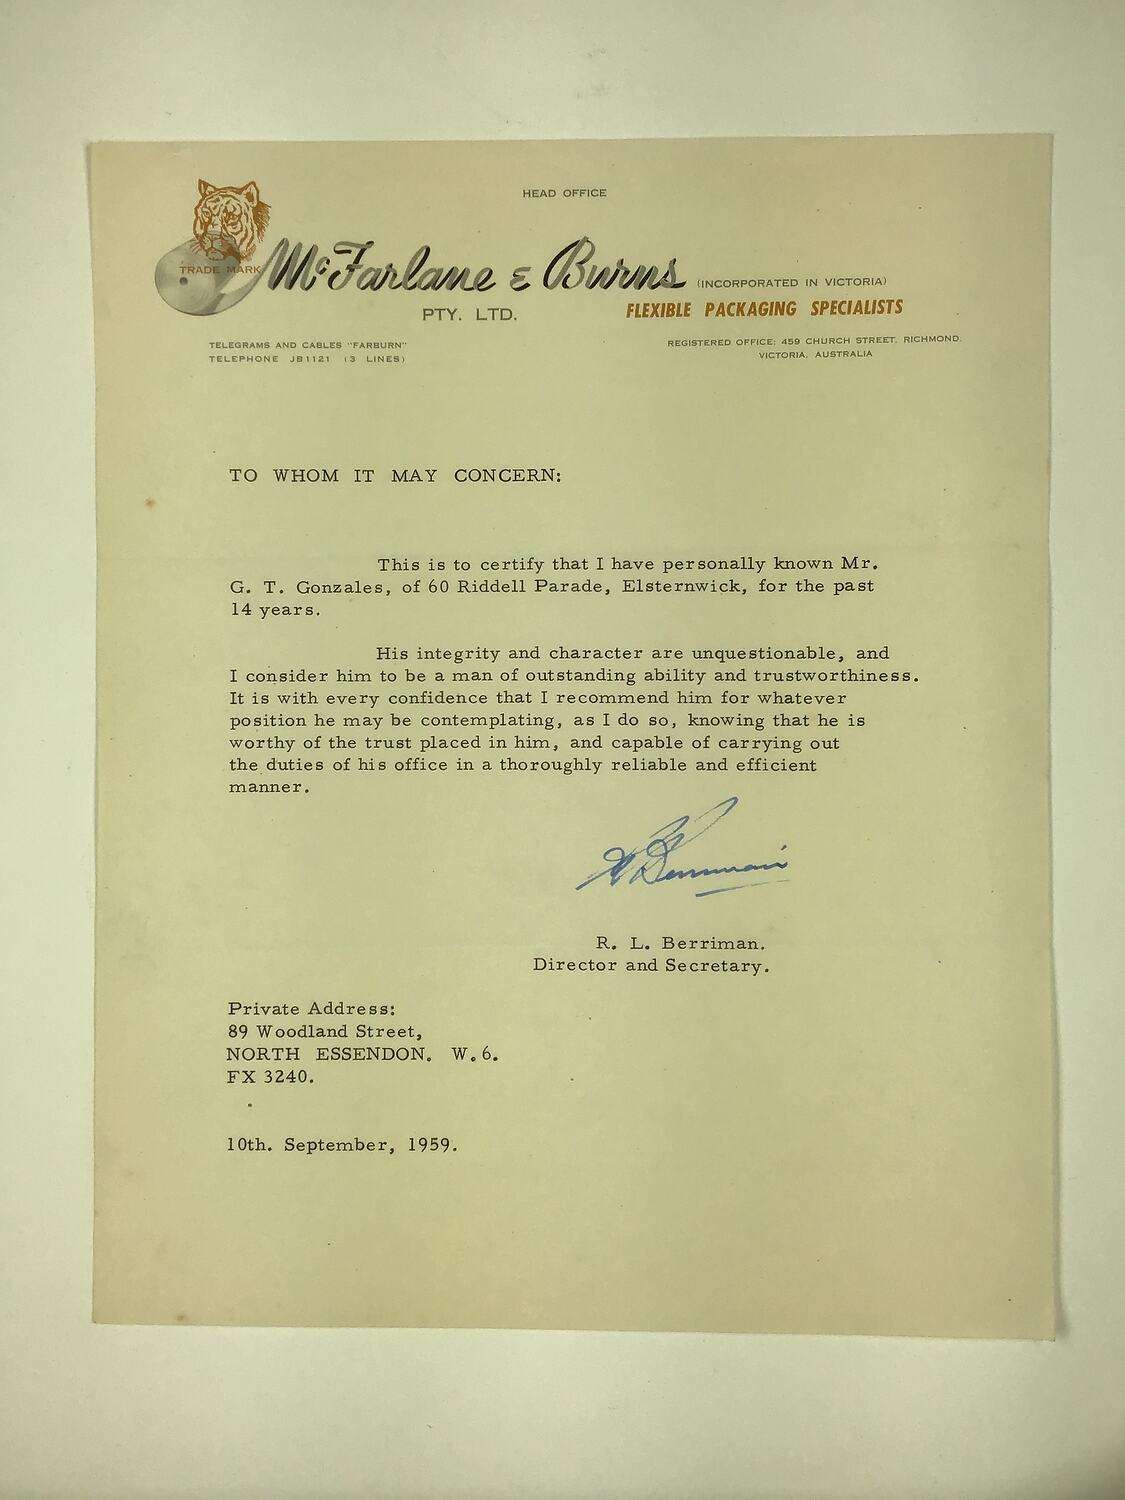 HEAD OFFICE
TRADE MARK
McFarlane & Burns (INCORPORATED IN VICTORIA)
PTY. LTD.
FLEXIBLE PACKAGING SPECIALISTS
TELEGRAMS AND CABLES "FARBURN"
TELEPHONE JB1121 (3 LINES)
REGISTERED OFFICE: 459 CHURCH STREET, RICHMOND,
VICTORIA, AUSTRALIA
TO WHOM IT MAY CONCERN:
This is to certify that I have personally known Mr.
G. T. Gonzales, of 60 Riddell Parade, Elsternwick, for the past
14 years.
His integrity and character are unquestionable, and
I consider him to be a man of outstanding ability and trustworthiness.
It is with every confidence that I recommend him for whatever
position he may be contemplating, as I do so, knowing that he is
worthy of the trust placed in him, and capable of carrying out
the duties of his office in a thoroughly reliable and efficient
manner.
R. L. Berriman.
Director and Secretary.
Private Address:
89 Woodland Street,
NORTH ESSENDON. W.6.
FX 3240.
10th. September, 1959.